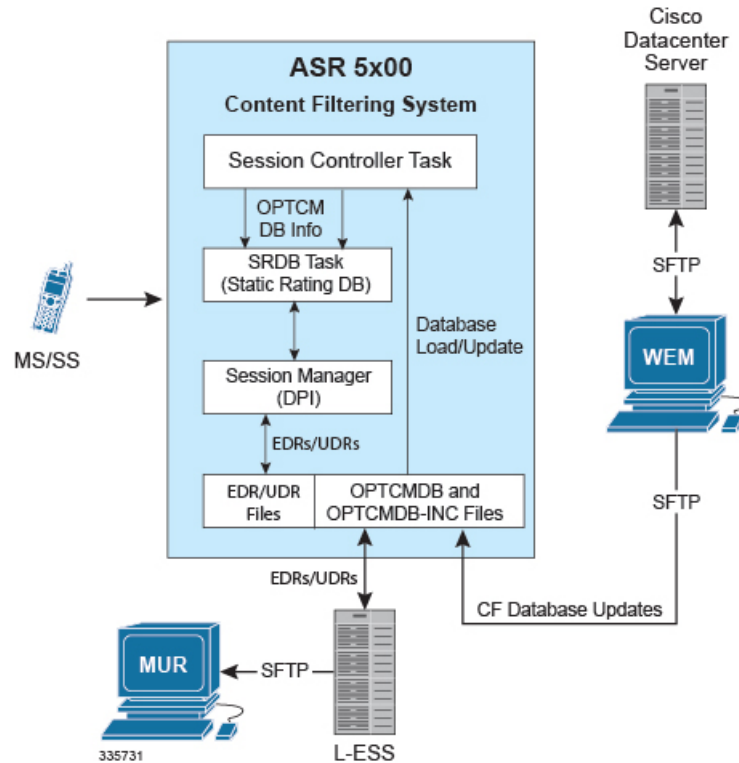 Cisco
Datacenter
Server
ASR 5x00
Content Filtering System
Session Controller Task
OPTCM
DB Info
SRDB Task
(Static Rating DB)
Database
Load/Update
Session Manager
(DPI)
EDRs/UDRs
EDR/UDR
Files
OPTCMDB and
OPTCMDB-INC Files
MS/SS
SFTP
WEM
SFTP
EDRs/UDRs
CF Database Updates
MUR
SFTP
L-ESS
335731